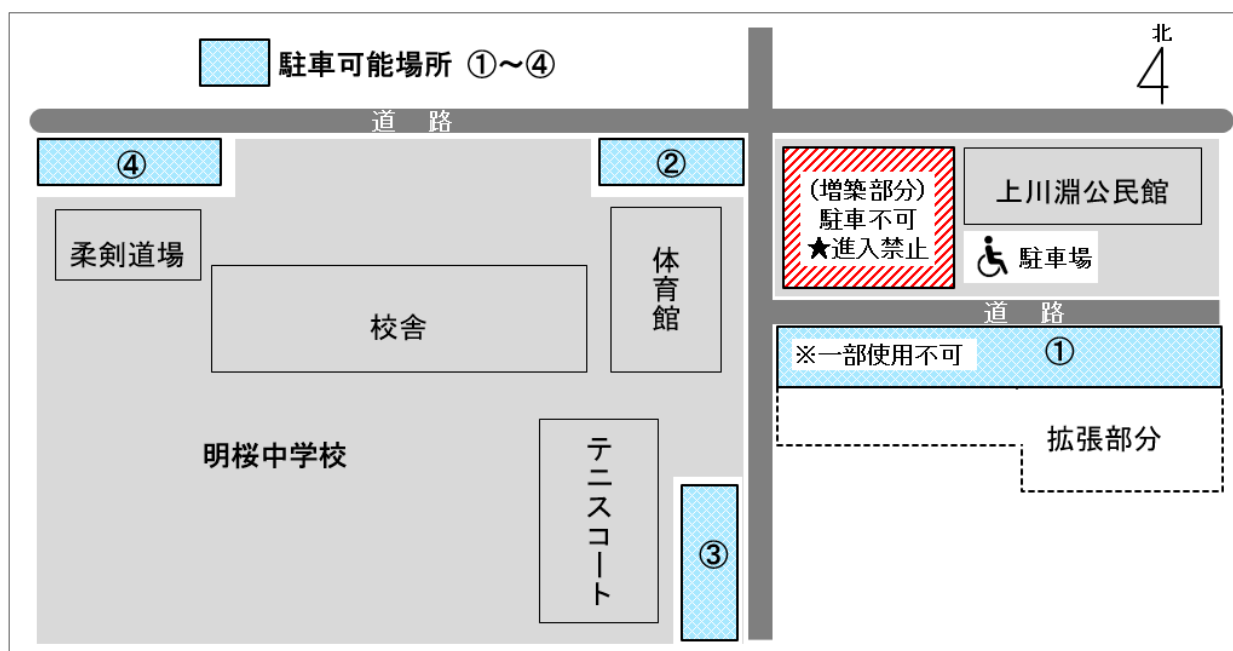 北
駐車可能場所 ①～④
道 路
④
②
(増築部分)
駐車不可
★進入禁止
上川淵公民館
駐車場
柔剣道場
体育館
校舎
道 路
※一部使用不可
①
拡張部分
明桜中学校
テニスコート
③